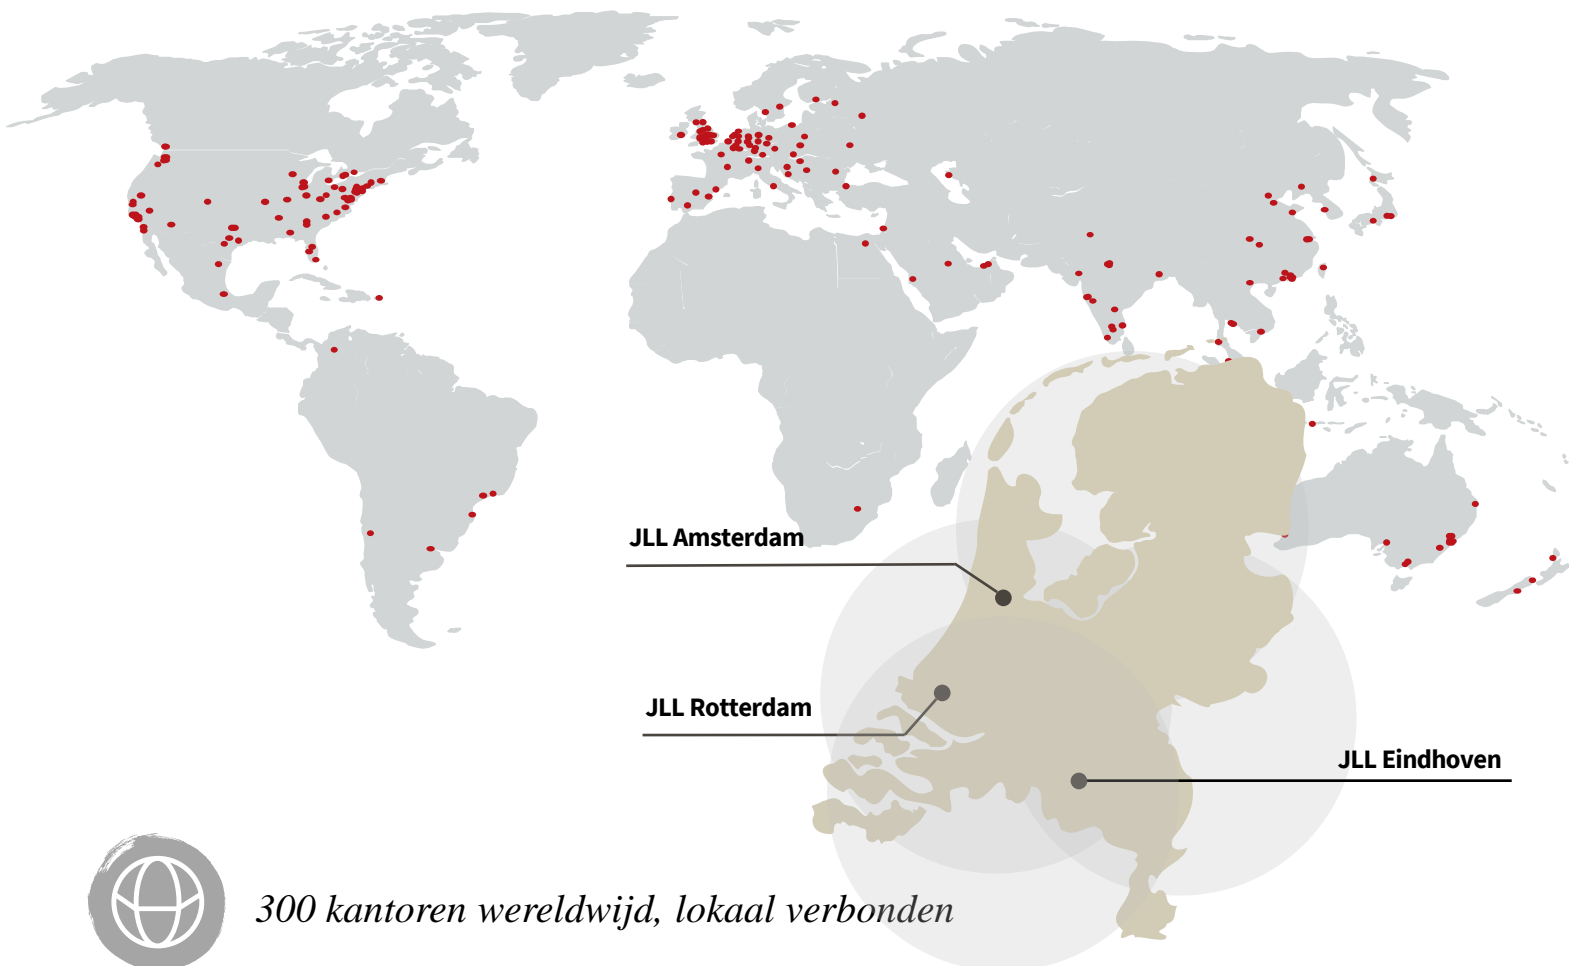 JLL Amsterdam
JLL Rotterdam
JLL Eindhoven
300 kantoren wereldwijd, lokaal verbonden